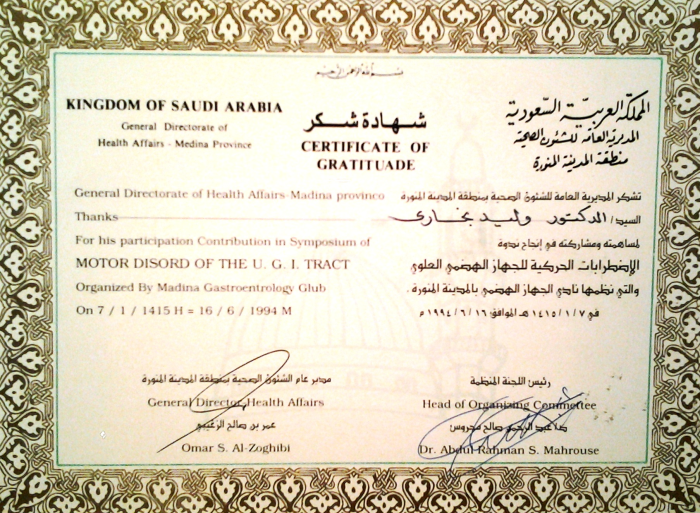 بسم الله الرحمن الرحيم
KINGDOM OF SAUDI ARABIA
General Directorate of
Health Affairs - Medina Province
شهادة شكر
CERTIFICATE OF
GRATITUADE
المملكة العربية السعودية
المديرية العامة للشئون الصحية
منطقة المدينة المنورة
General Directorate of Health Affairs-Madina provinco
Thanks
For his participation Contribution in Symposium of
MOTOR DISORD OF THE U. G. I. TRACT
Organized By Madina Gastroentrology Glub
On 7 / 1 / 1415 H = 16 / 6 / 1994 M
تشكر المديرية العامة للشئون الصحية بمنطقة المدينة المنورة
السيد / الدكتور وليد بخاري
لمساهمته ومشاركته في إنجاح ندوة
الإضطرابات الحركية للجهاز الهضمي العلوي
والتي نظمها نادي الجهاز الهضمي بالمدينة المنورة .
في ١٤١٥/١/٧ هـ الموافق ١٩٩٤/٦/١٦ م
مدير عام الشئون الصحية بمنطقة المدينة المنورة
General Director Health Affairs
عمر بن صالح الزغيبي
Omar S. Al-Zoghibi
رئيس اللجنة المنظمة
Head of Organizing Committee
عبد الرحمن صالح محروس
Dr. Abdul Rahman S. Mahrouse